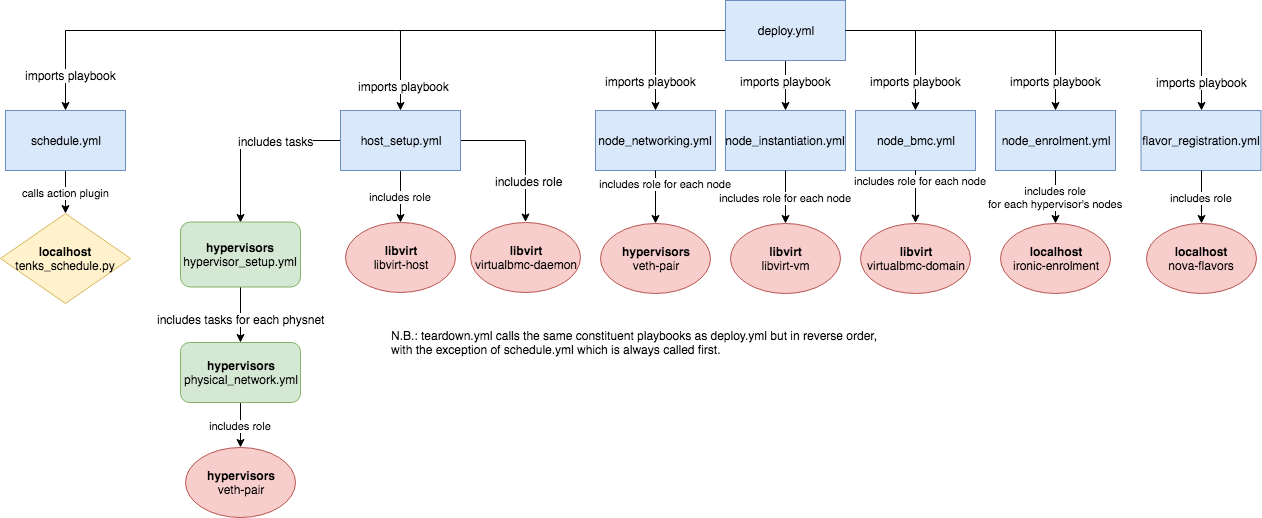 deploy.yml
imports playbook
imports playbook
imports playbook
imports playbook
imports playbook
imports playbook
imports playbook
schedule.yml
host_setup.yml
node_networking.yml
node_instantiation.yml
node_bmc.yml
node_enrolment.yml
flavor_registration.yml
includes tasks
calls action plugin
includes role
includes role
includes role for each node
includes role for each node
includes role for each node
includes role
for each hypervisor's nodes
includes role
localhost
tenks_schedule.py
hypervisors
hypervisor_setup.yml
libvirt
libvirt-host
libvirt
virtualbmc-daemon
hypervisors
veth-pair
libvirt
libvirt-vm
libvirt
virtualbmc-domain
localhost
ironic-enrolment
localhost
nova-flavors
includes tasks for each physnet
N.B.: teardown.yml calls the same constituent playbooks as deploy.yml but in reverse order,
with the exception of schedule.yml which is always called first.
hypervisors
physical_network.yml
includes role
hypervisors
veth-pair